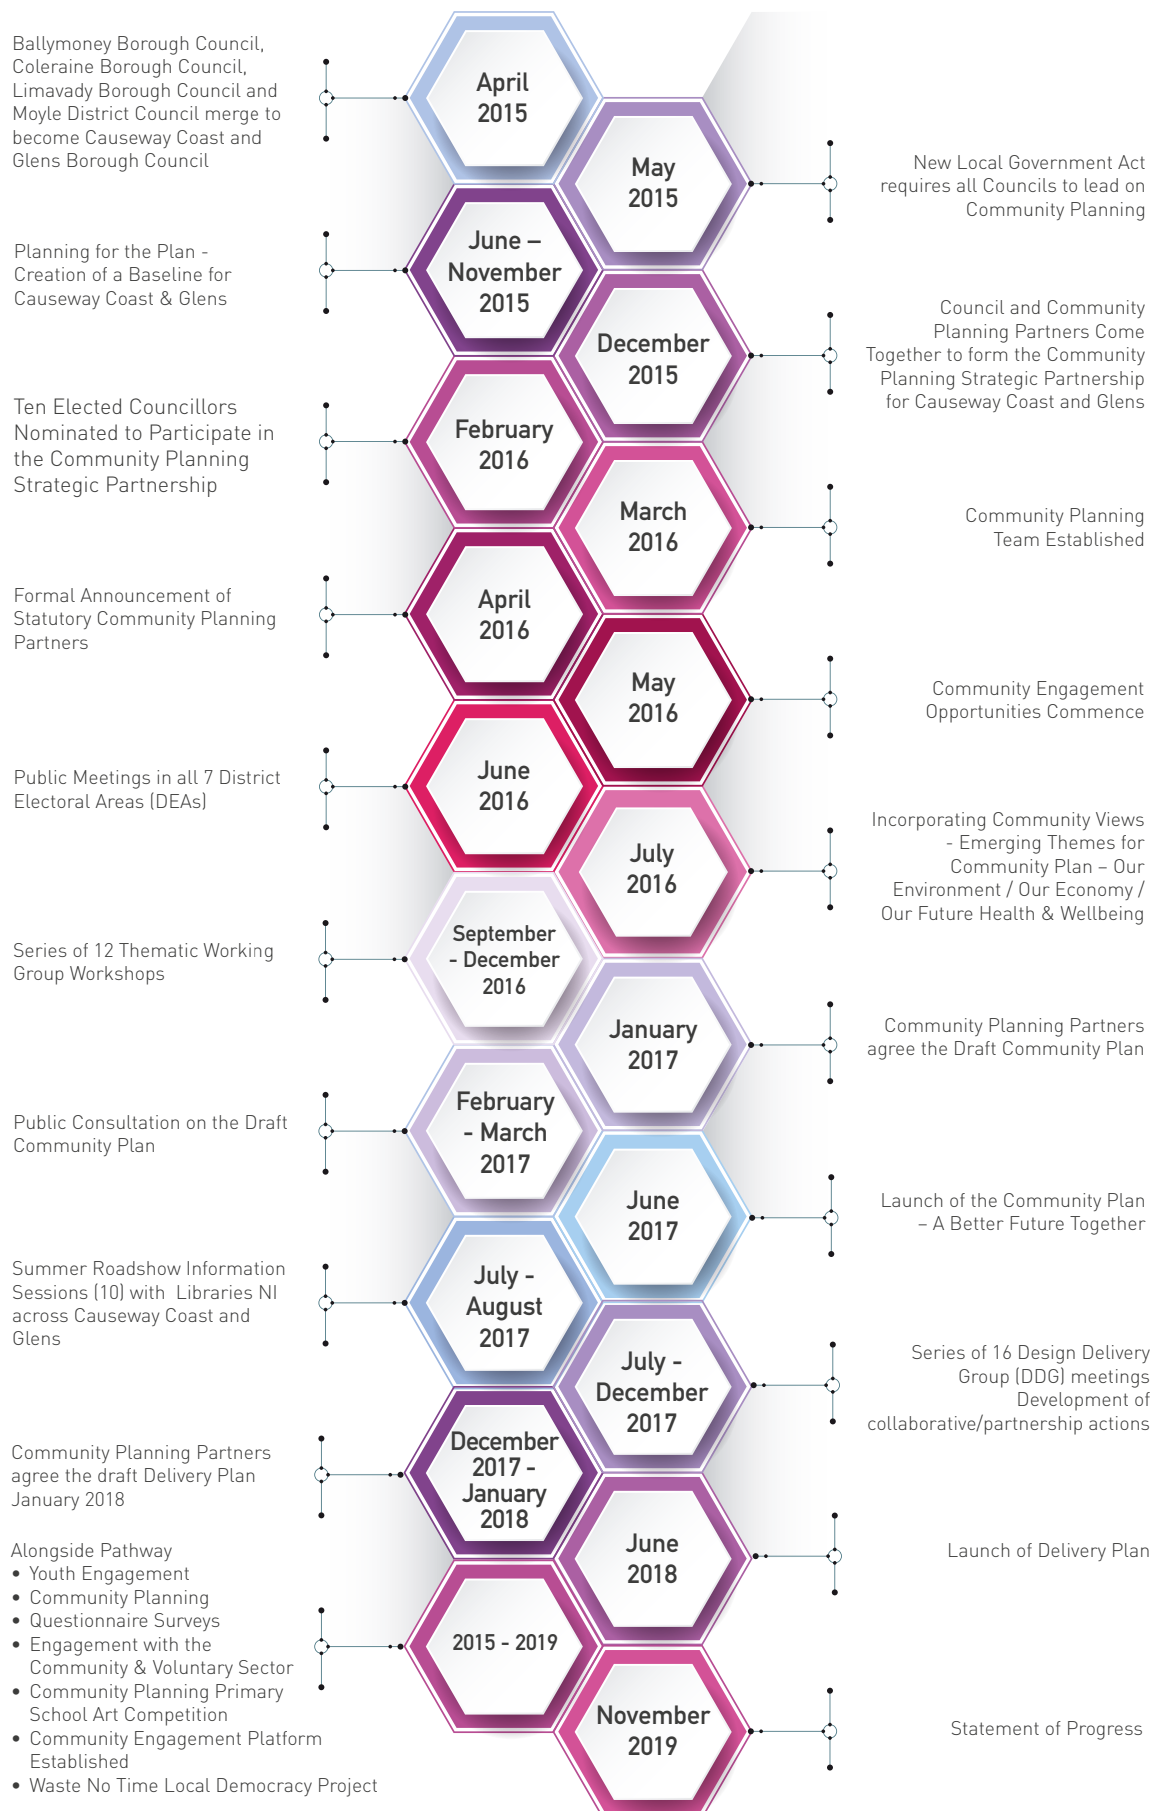 Ballymoney Borough Council,
Coleraine Borough Council,
Limavady Borough Council and
Moyle District Council merge to
become Causeway Coast and
Glens Borough Council
April
2015
May
2015
New Local Government Act
requires all Councils to lead on
Community Planning
Planning for the Plan -
Creation of a Baseline for
Causeway Coast & Glens
June –
November
2015
December
2015
Council and Community
Planning Partners Come
Together to form the Community
Planning Strategic Partnership
for Causeway Coast and Glens
Ten Elected Councillors
Nominated to Participate in
the Community Planning
Strategic Partnership
February
2016
March
2016
Community Planning
Team Established
Formal Announcement of
Statutory Community Planning
Partners
April
2016
May
2016
Community Engagement
Opportunities Commence
Public Meetings in all 7 District
Electoral Areas (DEAs)
June
2016
July
2016
Incorporating Community Views
- Emerging Themes for
Community Plan – Our
Environment / Our Economy /
Our Future Health & Wellbeing
Series of 12 Thematic Working
Group Workshops
September
- December
2016
January
2017
Community Planning Partners
agree the Draft Community Plan
Public Consultation on the Draft
Community Plan
February
- March
2017
June
2017
Launch of the Community Plan
– A Better Future Together
Summer Roadshow Information
Sessions (10) with Libraries NI
across Causeway Coast and
Glens
July -
August
2017
July -
December
2017
Series of 16 Design Delivery
Group (DDG) meetings
Development of
collaborative/partnership actions
Community Planning Partners
agree the draft Delivery Plan
January 2018
December
2017 -
January
2018
June
2018
Launch of Delivery Plan
Alongside Pathway
• Youth Engagement
• Community Planning
• Questionnaire Surveys
• Engagement with the
Community & Voluntary Sector
• Community Planning Primary
School Art Competition
• Community Engagement Platform
Established
• Waste No Time Local Democracy Project
2015 - 2019
November
2019
Statement of Progress